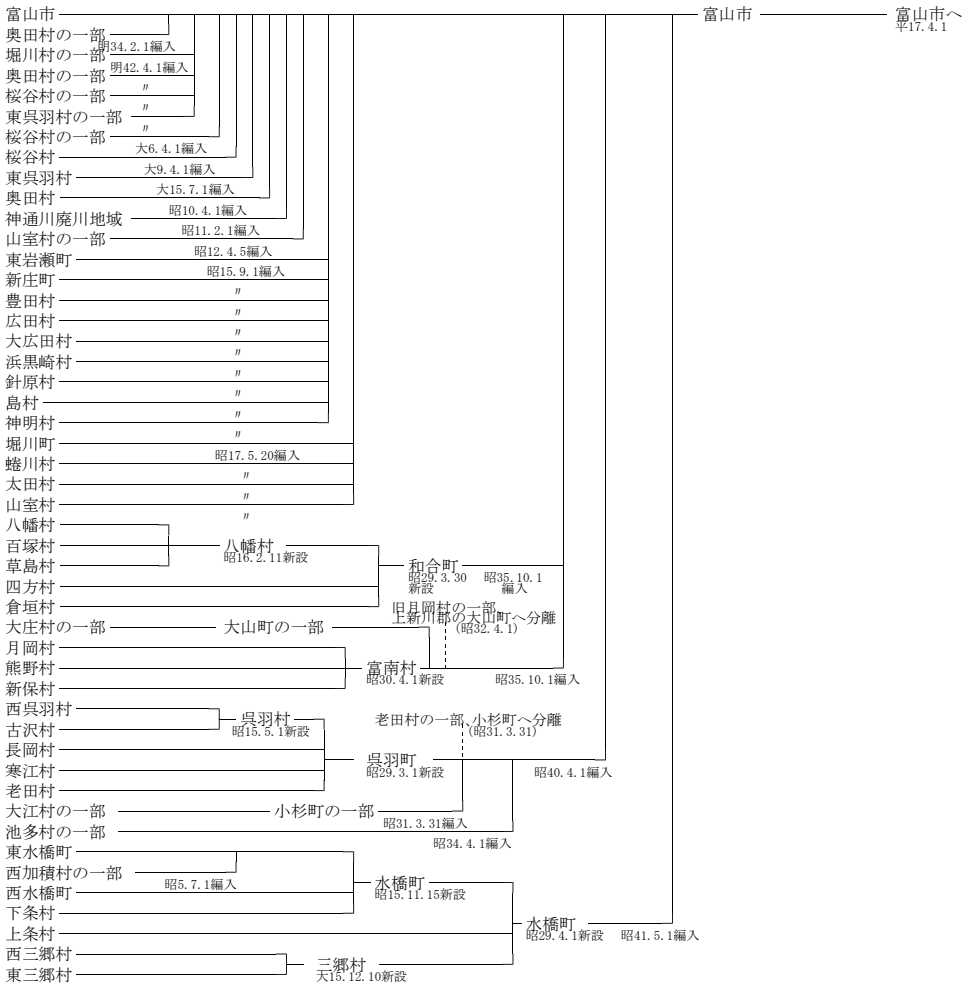 富山市 富山市 富山市へ
平17.4.1
奥田村の一部
明34.2.1編入
堀川村の一部
明42.4.1編入
奥田村の一部
〃
桜谷村の一部
〃
東呉羽村の一部
〃
桜谷村の一部
大6.4.1編入
桜谷村
大9.4.1編入
東呉羽村
大15.7.1編入
奥田村
昭10.4.1編入
神通川廃川地域
昭11.2.1編入
山室村の一部
昭12.4.5編入
東岩瀬町
昭15.9.1編入
新庄町
〃
豊田村
〃
広田村
〃
大広田村
〃
浜黒崎村
〃
針原村
〃
島村
〃
神明村
〃
堀川町
昭17.5.20編入
蜷川村
〃
太田村
〃
山室村
〃
八幡村
百塚村 八幡村
昭16.2.11新設
草島村 和合町
昭29.3.30 昭35.10.1
新設 編入
四方村
倉垣村
旧月岡村の一部、
上新川郡の大山町へ分離
(昭32.4.1)
大庄村の一部 大山町の一部
月岡村
熊野村 富南村
昭30.4.1新設 昭35.10.1編入
新保村
西呉羽村 呉羽村
昭15.5.1新設
老田村の一部、小杉町へ分離
(昭31.3.31)
古沢村
長岡村 呉羽町
昭29.3.1新設 昭40.4.1編入
寒江村
老田村
大江村の一部 小杉町の一部
昭31.3.31編入
池多村の一部
昭34.4.1編入
東水橋町
西加積村の一部
昭5.7.1編入
水橋町
昭15.11.15新設
西水橋町
下条村
上条村 水橋町
昭29.4.1新設 昭41.5.1編入
西三郷村 三郷村
大15.12.10新設
東三郷村